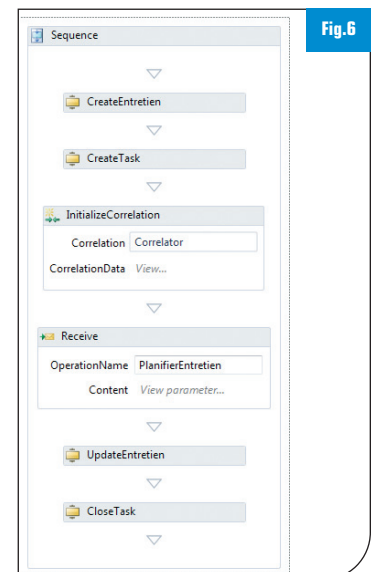 Fig.6
Sequence
CreateEntretien
CreateTask
InitializeCorrelation
Correlation Correlator
CorrelationData View...
Receive
OperationName PlanifierEntretien
Content View parameter...
UpdateEntretien
CloseTask